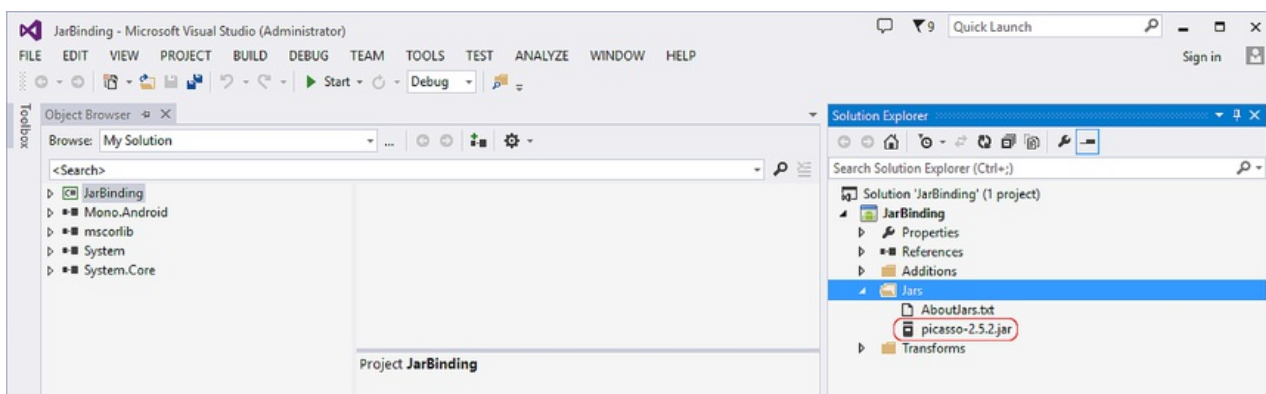 JarBinding - Microsoft Visual Studio (Administrator)
9 Quick Launch
FILE EDIT VIEW PROJECT BUILD DEBUG TEAM TOOLS TEST ANALYZE WINDOW HELP
Sign in
Start Debug
Toolbox
Object Browser
Browse: My Solution
...
<Search>
JarBinding
Mono.Android
mscorlib
System
System.Core
Project JarBinding
Solution Explorer
Search Solution Explorer (Ctrl+;)
Solution 'JarBinding' (1 project)
JarBinding
Properties
References
Additions
Jars
AboutJars.txt
picasso-2.5.2.jar
Transforms